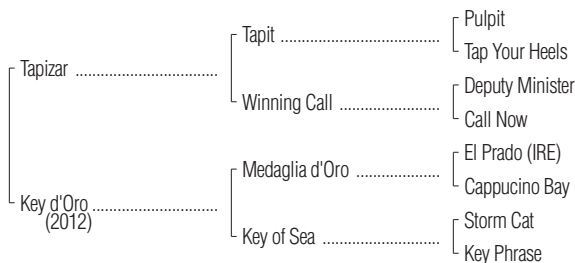 Pulpit
Tapit
Tap Your Heels
Tapizar
Deputy Minister
Winning Call
Call Now
El Prado (IRE)
Medaglia d'Oro
Cappucino Bay
Key d'Oro
(2012)
Storm Cat
Key of Sea
Key Phrase